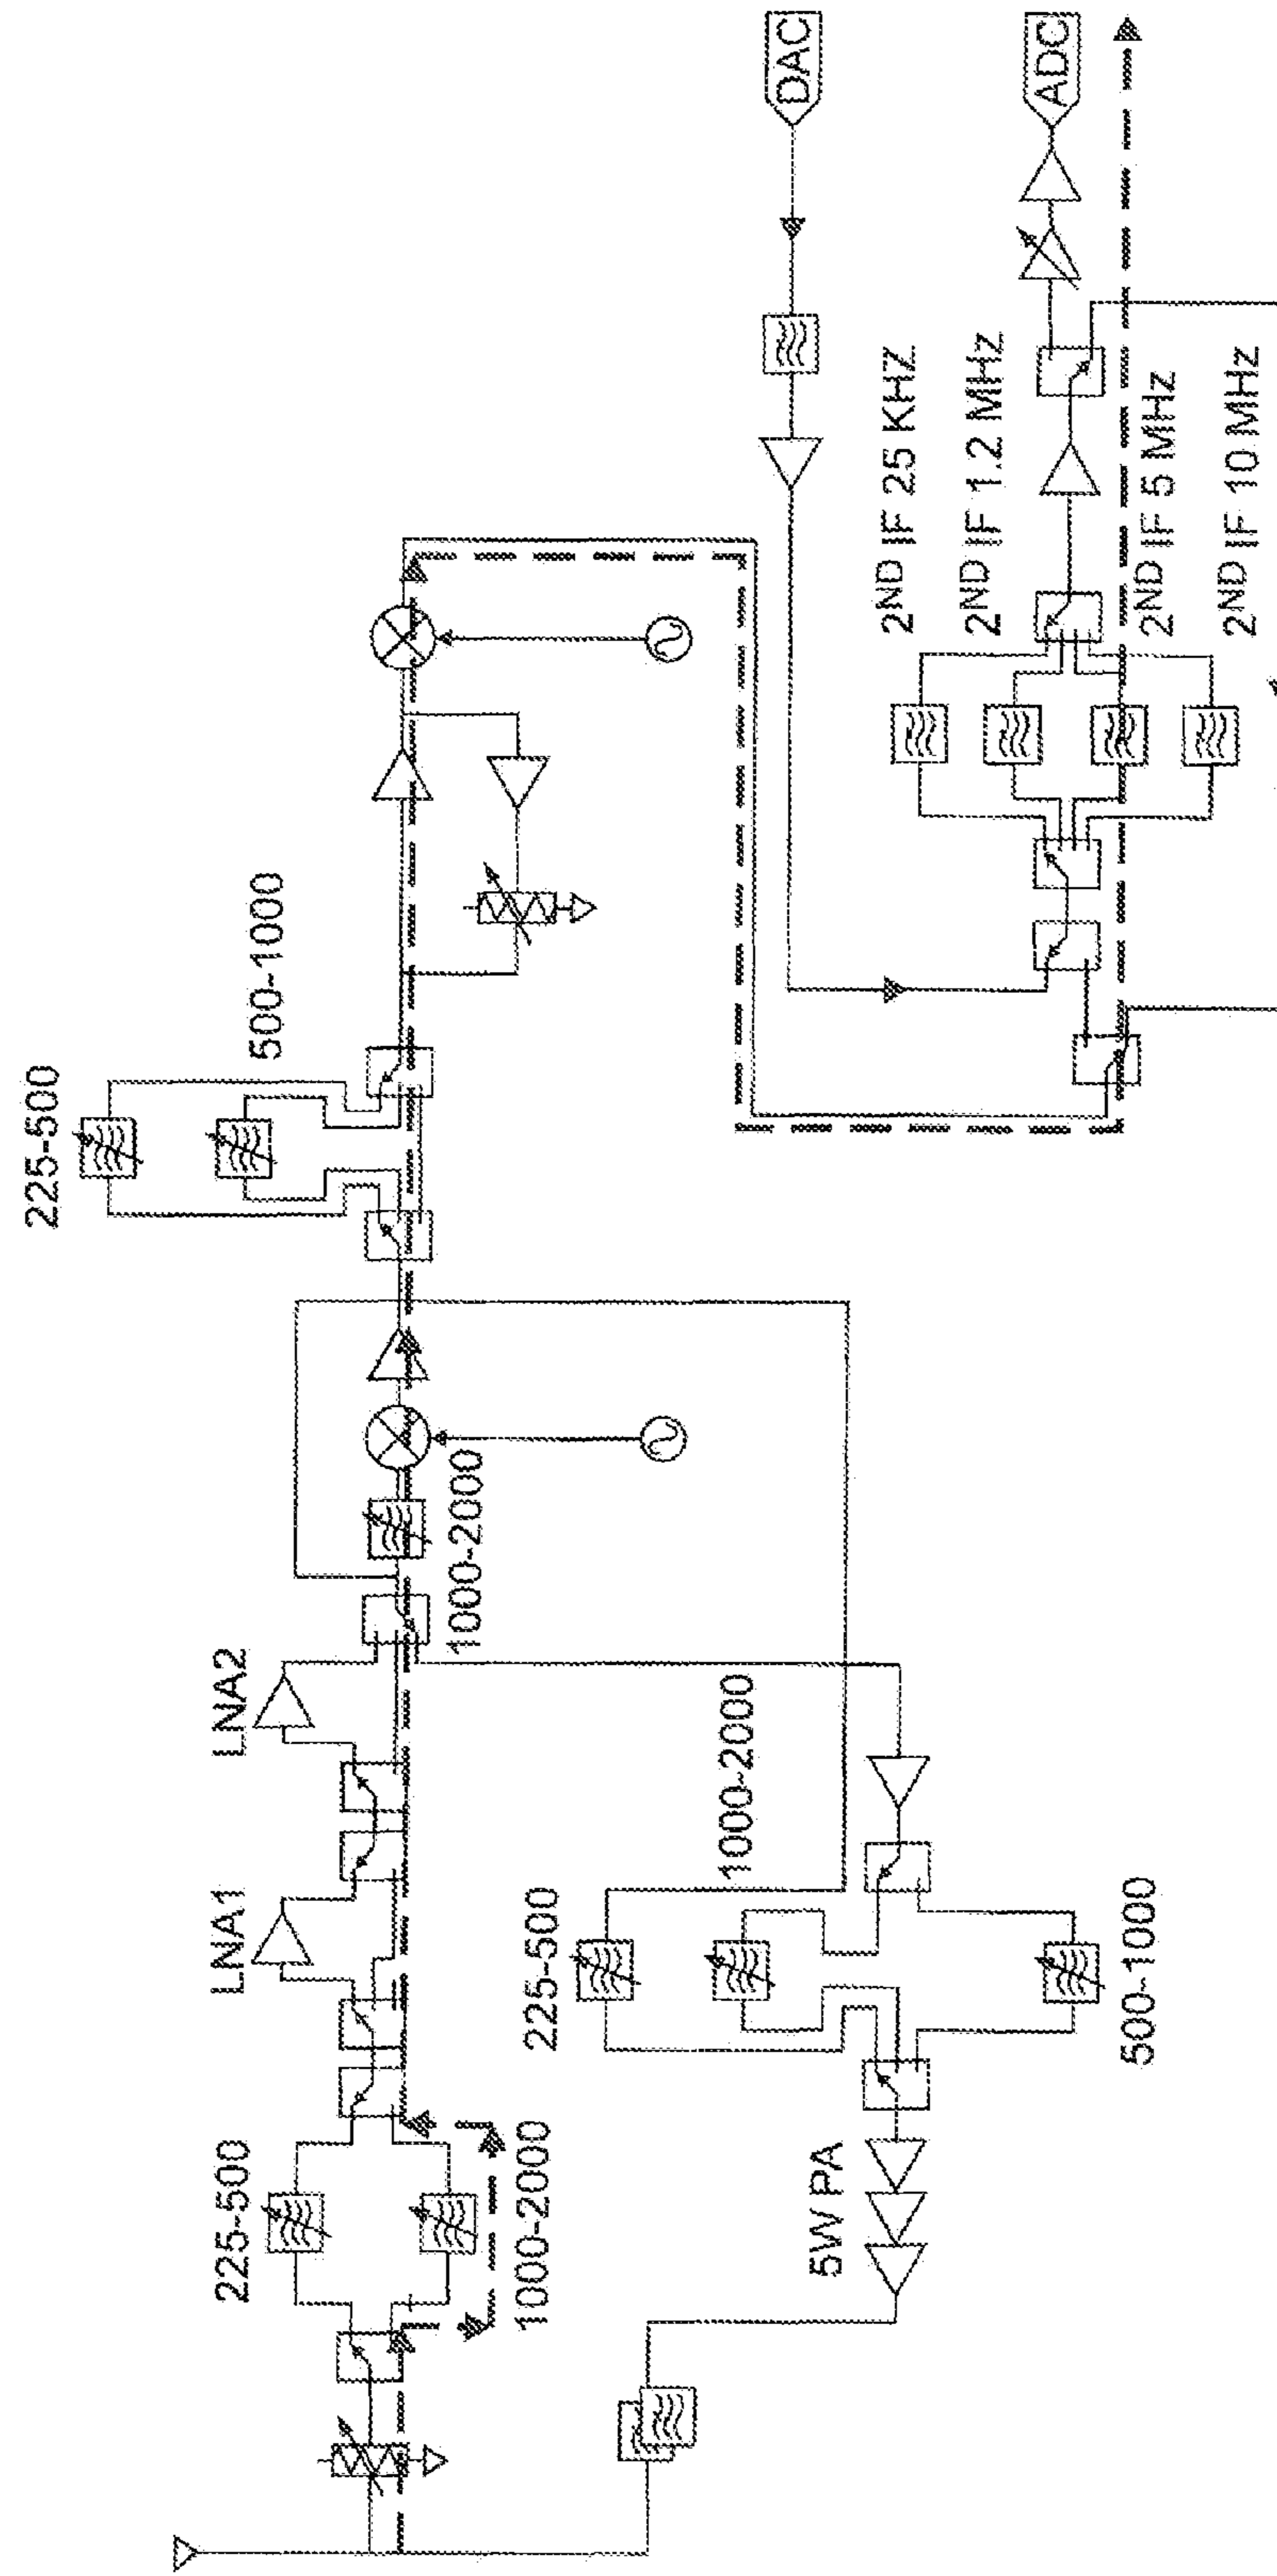 225-500
1000-2000
LNA1
LNA2
1000-2000
225-500
500-1000
5W PA
225-500
1000-2000
500-1000
DAC
ADC
2ND IF 25 KHZ
2ND IF 1.2 MHz
2ND IF 5 MHz
2ND IF 10 MHz